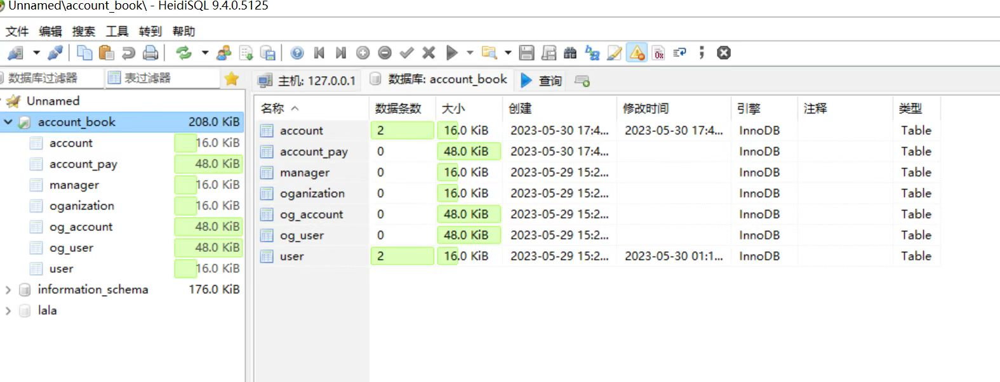 Unnamed\account_book\ - HeidiSQL 9.4.0.5125
文件 编辑 搜索 工具 转到 帮助
数据库过滤器 表过滤器 主机: 127.0.0.1 数据库: account_book 查询
Unnamed
account_book 208.0 KiB
account 16.0 KiB
account_pay 48.0 KiB
manager 16.0 KiB
oganization 16.0 KiB
og_account 48.0 KiB
og_user 48.0 KiB
user 16.0 KiB
information_schema 176.0 KiB
lala
名称 数据条数 大小 创建 修改时间 引擎 注释 类型
account 2 16.0 KiB 2023-05-30 17:4... 2023-05-30 17:4... InnoDB Table
account_pay 0 48.0 KiB 2023-05-30 17:4... InnoDB Table
manager 0 16.0 KiB 2023-05-29 15:2... InnoDB Table
oganization 0 16.0 KiB 2023-05-29 15:2... InnoDB Table
og_account 0 48.0 KiB 2023-05-29 15:2... InnoDB Table
og_user 0 48.0 KiB 2023-05-29 15:2... InnoDB Table
user 2 16.0 KiB 2023-05-29 15:2... 2023-05-30 01:1... InnoDB Table